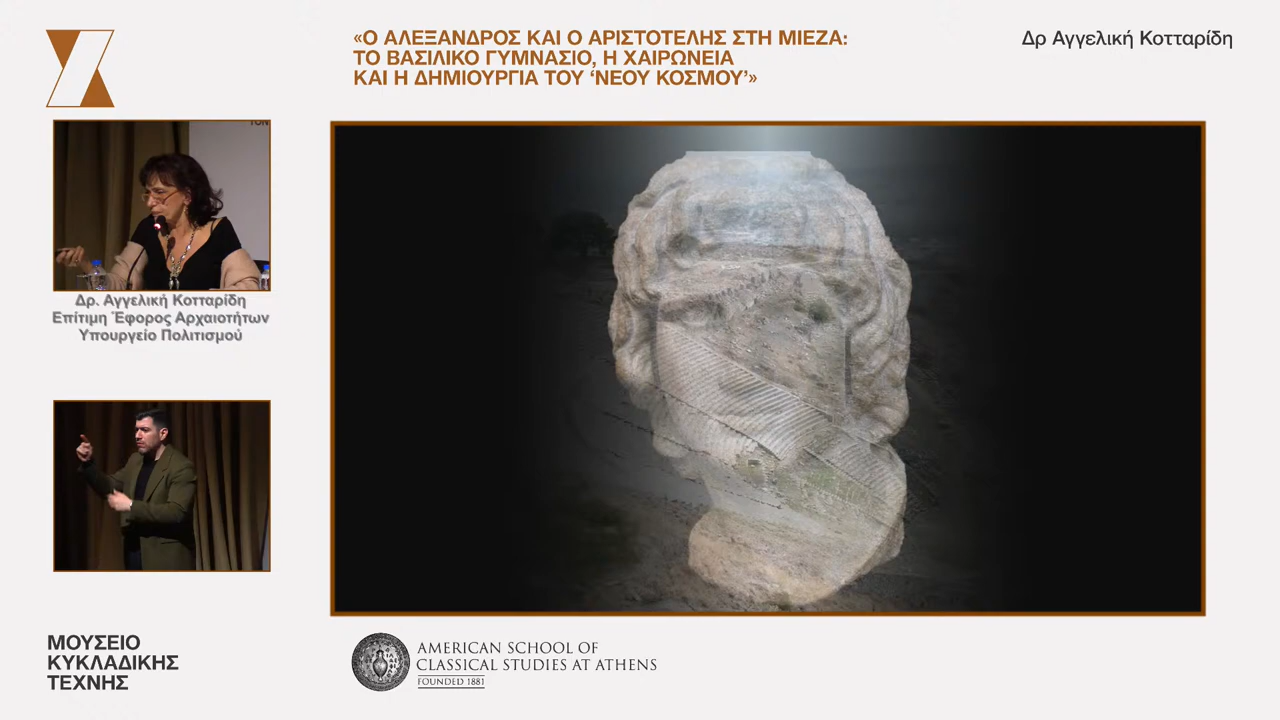 «Ο ΑΛΕΞΑΝΔΡΟΣ ΚΑΙ Ο ΑΡΙΣΤΟΤΕΛΗΣ ΣΤΗ ΜΙΕΖΑ:
ΤΟ ΒΑΣΙΛΙΚΟ ΓΥΜΝΑΣΙΟ, Η ΧΑΙΡΩΝΕΙΑ
ΚΑΙ Η ΔΗΜΙΟΥΡΓΙΑ ΤΟΥ ‘ΝΕΟΥ ΚΟΣΜΟΥ’»
Δρ Αγγελική Κοτταρίδη
Δρ. Αγγελική Κοτταρίδη
Επίτιμη Έφορος Αρχαιοτήτων
Υπουργείο Πολιτισμού
ΜΟΥΣΕΙΟ
ΚΥΚΛΑΔΙΚΗΣ
ΤΕΧΝΗΣ
AMERICAN SCHOOL OF
CLASSICAL STUDIES AT ATHENS
FOUNDED 1881